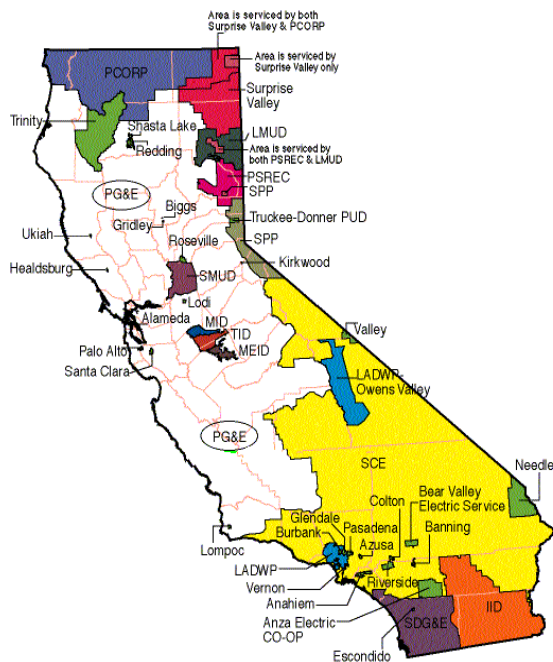 Area is serviced by both
Surprise Valley & PCORP
Area is serviced by
Surprise Valley only
PCORP
Surprise
Valley
Trinity
Shasta Lake
LMUD
Redding
Area is serviced by
both PSREC & LMUD
PSREC
SPP
PG&E
Biggs
Truckee-Donner PUD
Gridley
Ukiah
Roseville
SPP
Kirkwood
Healdsburg
SMUD
Lodi
Alameda
MID
TID
Valley
Palo Alto
MEID
Santa Clara
LADWP-
Owens Valley
PG&E
SCE
Needle
Colton
Bear Valley
Electric Service
Glendale
Burbank
Pasadena
Banning
Azusa
Lompoc
LADWP
Vernon
Riverside
Anahiem
Anza Electric
CO-OP
SDG&E
IID
Escondido